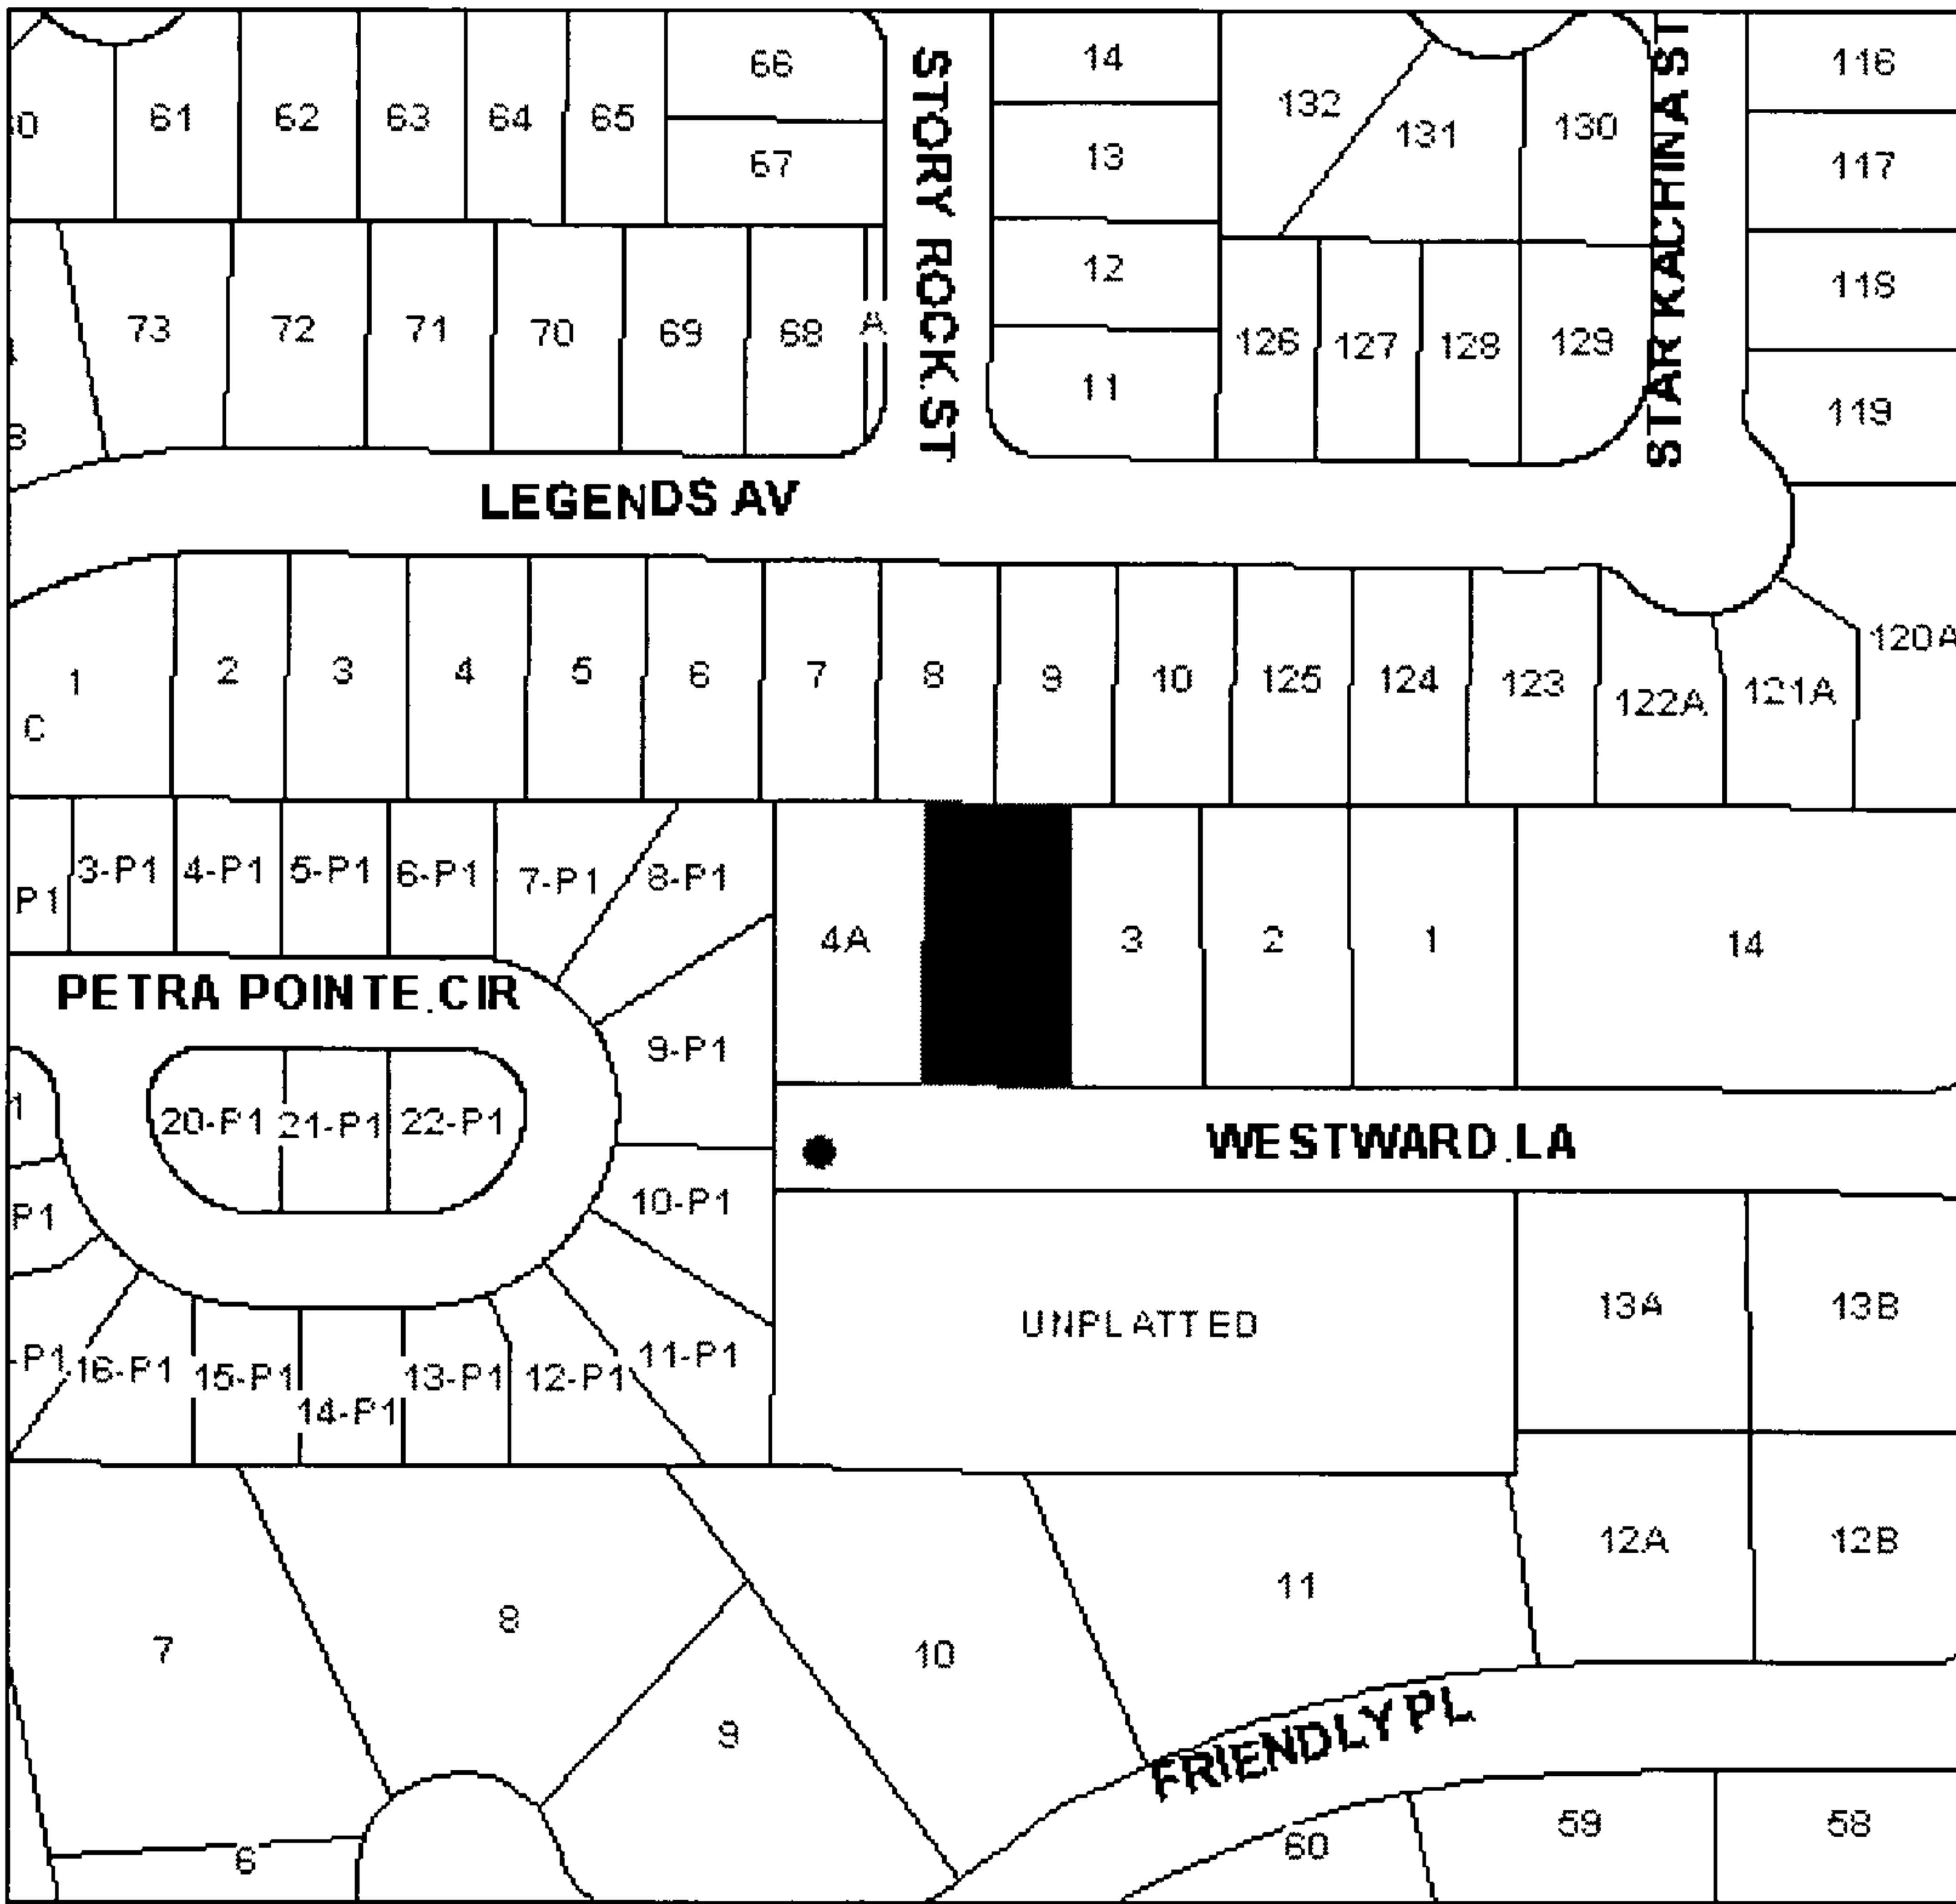 66
14
116
61 62 63 64 65
132 131 130
67
13
117
STORY ROCK ST
STAR KACHINA ST
12
118
73 72 71 70 69 68 A
126 127 128 129
11
119
LEGENDS AV
120A
1 2 3 4 5 6 7 8 9 10 125 124 123 122A 121A
C
P1 3-P1 4-P1 5-P1 6-P1 7-P1 8-P1
4A 3 2 1 14
PETRA POINTE CIR
9-P1
1
20-P1 21-P1 22-P1
WESTWARD LA
P1
10-P1
UNPLATTED
13A 13B
-P1 16-P1 15-P1 14-P1 13-P1 12-P1 11-P1
12A 12B
7 8 9 10 11
FRIENDLY PL
6
60 59 58